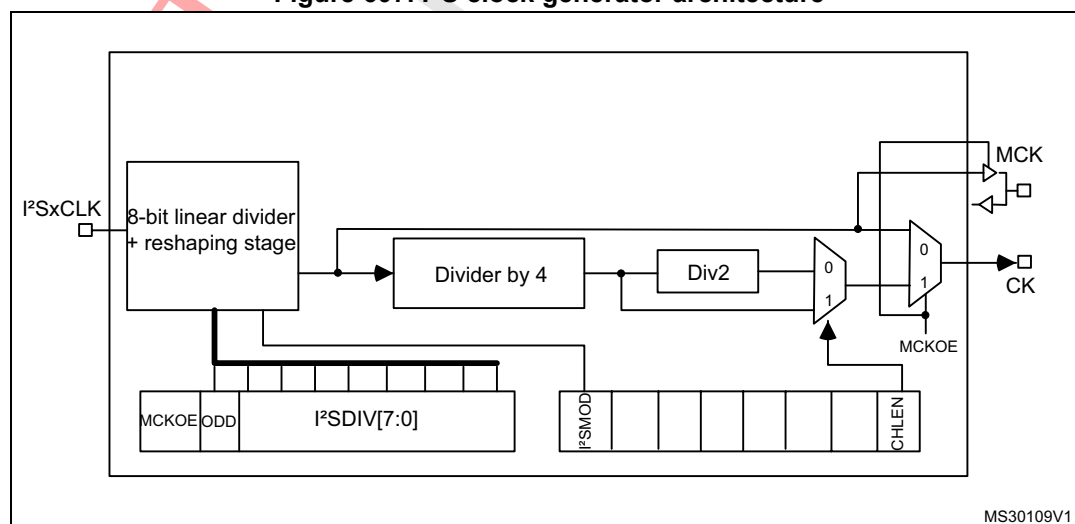 MCK
I²SxCLK
8-bit linear divider
+ reshaping stage
Divider by 4
Div2
0
1
0
1
CK
MCKOE
MCKOE
ODD
I²SDIV[7:0]
I²SMOD
CHLEN
MS30109V1